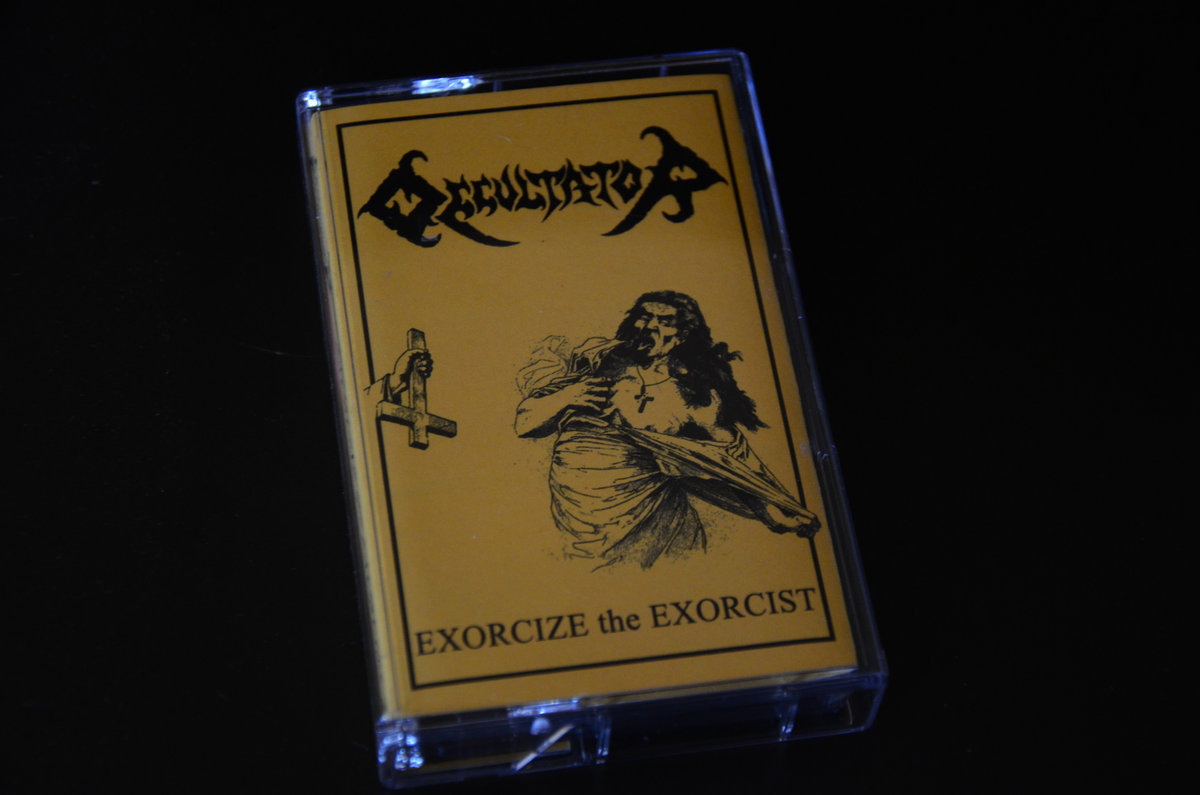 OCCULTATOR
EXORCIZE the EXORCIST